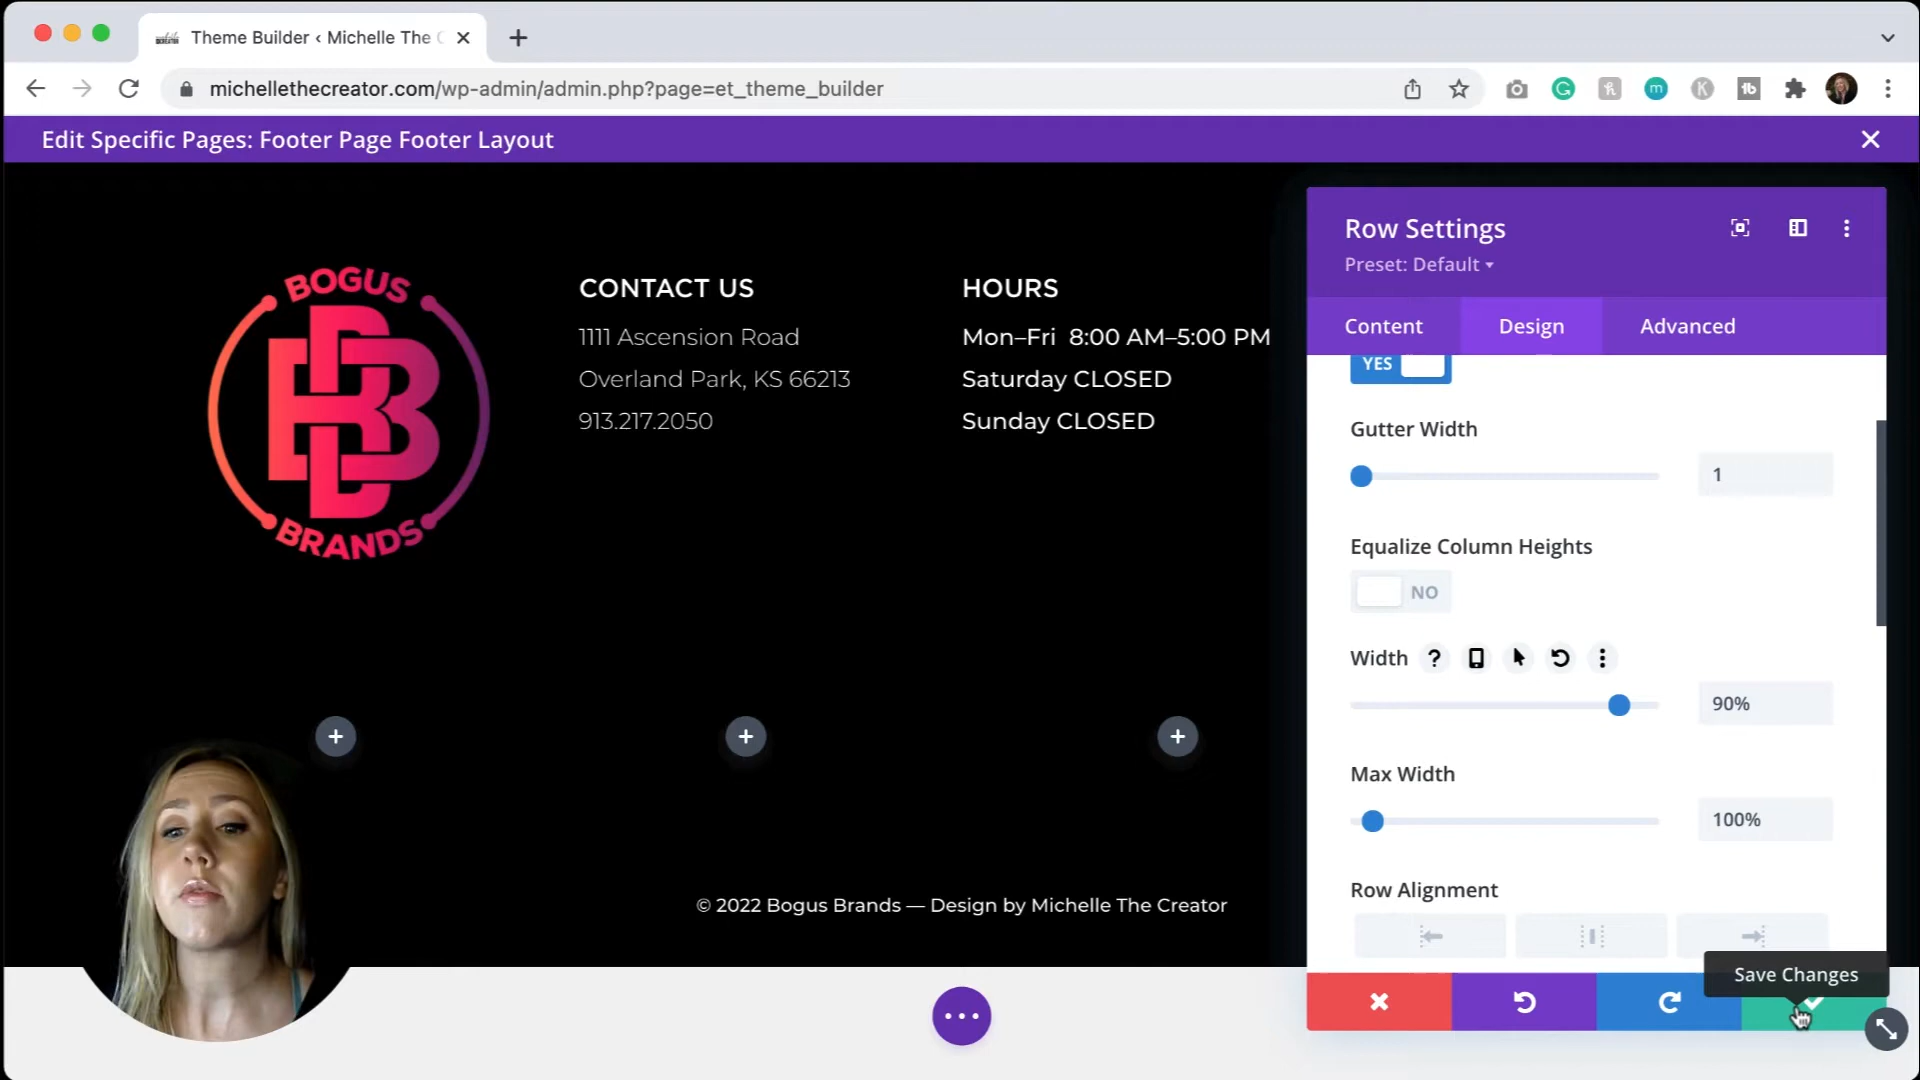 Theme Builder ‹ Michelle The C
michellethecreator.com/wp-admin/admin.php?page=et_theme_builder
Edit Specific Pages: Footer Page Footer Layout
BOGUS
BRANDS
CONTACT US
1111 Ascension Road
Overland Park, KS 66213
913.217.2050
HOURS
Mon–Fri 8:00 AM–5:00 PM
Saturday CLOSED
Sunday CLOSED
© 2022 Bogus Brands — Design by Michelle The Creator
Row Settings
Preset: Default
Content Design Advanced
YES
Gutter Width
1
Equalize Column Heights
NO
Width
90%
Max Width
100%
Row Alignment
Save Changes